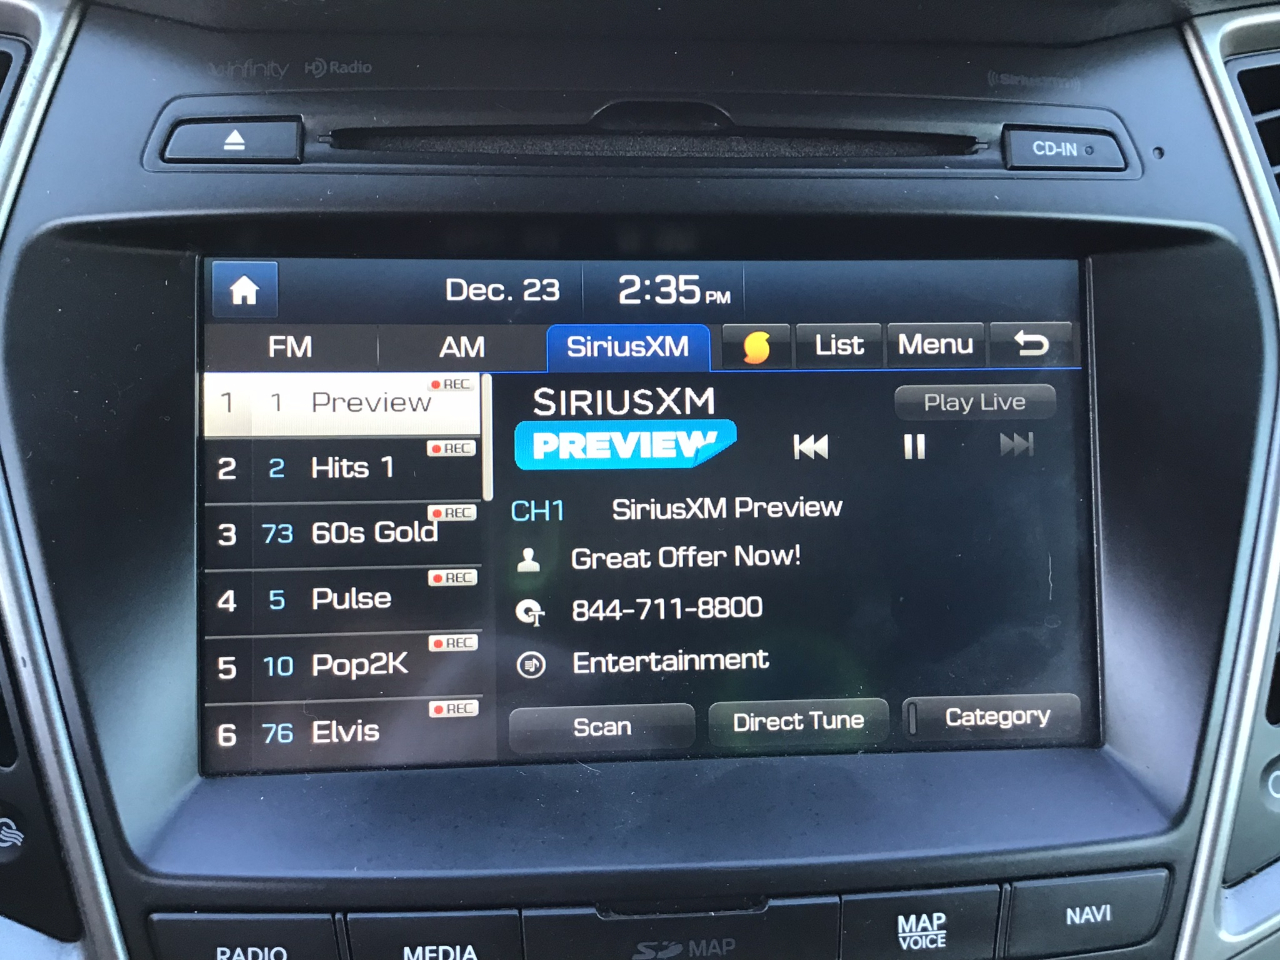 infinity HD Radio
SiriusXM
CD-IN
Dec. 23 2:35 PM
FM AM SiriusXM List Menu
1 1 Preview REC
2 2 Hits 1 REC
3 73 60s Gold REC
4 5 Pulse REC
5 10 Pop2K REC
6 76 Elvis REC
SIRIUSXM Play Live
PREVIEW
CH1 SiriusXM Preview
Great Offer Now!
844-711-8800
Entertainment
Scan Direct Tune Category
RADIO MEDIA SD MAP MAP VOICE NAVI